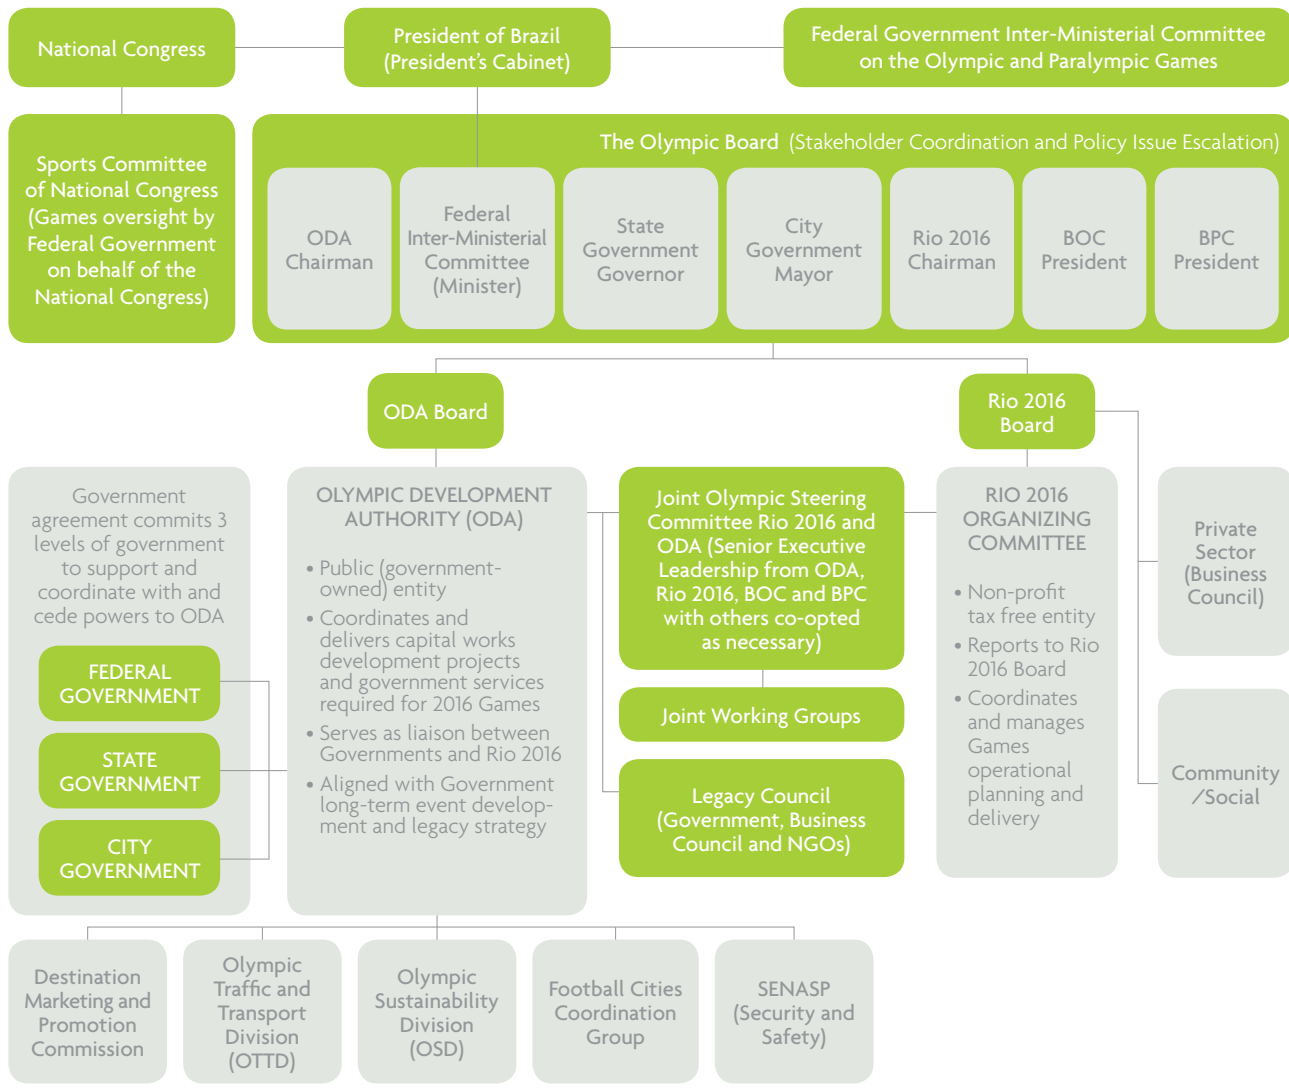 National Congress
President of Brazil
(President's Cabinet)
Federal Government Inter-Ministerial Committee
on the Olympic and Paralympic Games
Sports Committee
of National Congress
(Games oversight by
Federal Government
on behalf of the
National Congress)
The Olympic Board (Stakeholder Coordination and Policy Issue Escalation)
ODA
Chairman
Federal
Inter-Ministerial
Committee
(Minister)
State
Government
Governor
City
Government
Mayor
Rio 2016
Chairman
BOC
President
BPC
President
ODA Board
Rio 2016
Board
Government
agreement commits 3
levels of government
to support and
coordinate with and
cede powers to ODA
FEDERAL
GOVERNMENT
STATE
GOVERNMENT
CITY
GOVERNMENT
OLYMPIC DEVELOPMENT
AUTHORITY (ODA)
• Public (government-
owned) entity
• Coordinates and
delivers capital works
development projects
and government services
required for 2016 Games
• Serves as liaison between
Governments and Rio 2016
• Aligned with Government
long-term event develop-
ment and legacy strategy
Joint Olympic Steering
Committee Rio 2016 and
ODA (Senior Executive
Leadership from ODA,
Rio 2016, BOC and BPC
with others co-opted
as necessary)
Joint Working Groups
Legacy Council
(Government, Business
Council and NGOs)
RIO 2016
ORGANIZING
COMMITTEE
• Non-profit
tax free entity
• Reports to Rio
2016 Board
• Coordinates
and manages
Games
operational
planning and
delivery
Private
Sector
(Business
Council)
Community
/Social
Destination
Marketing and
Promotion
Commission
Olympic
Traffic and
Transport
Division
(OTTD)
Olympic
Sustainability
Division
(OSD)
Football Cities
Coordination
Group
SENASP
(Security and
Safety)